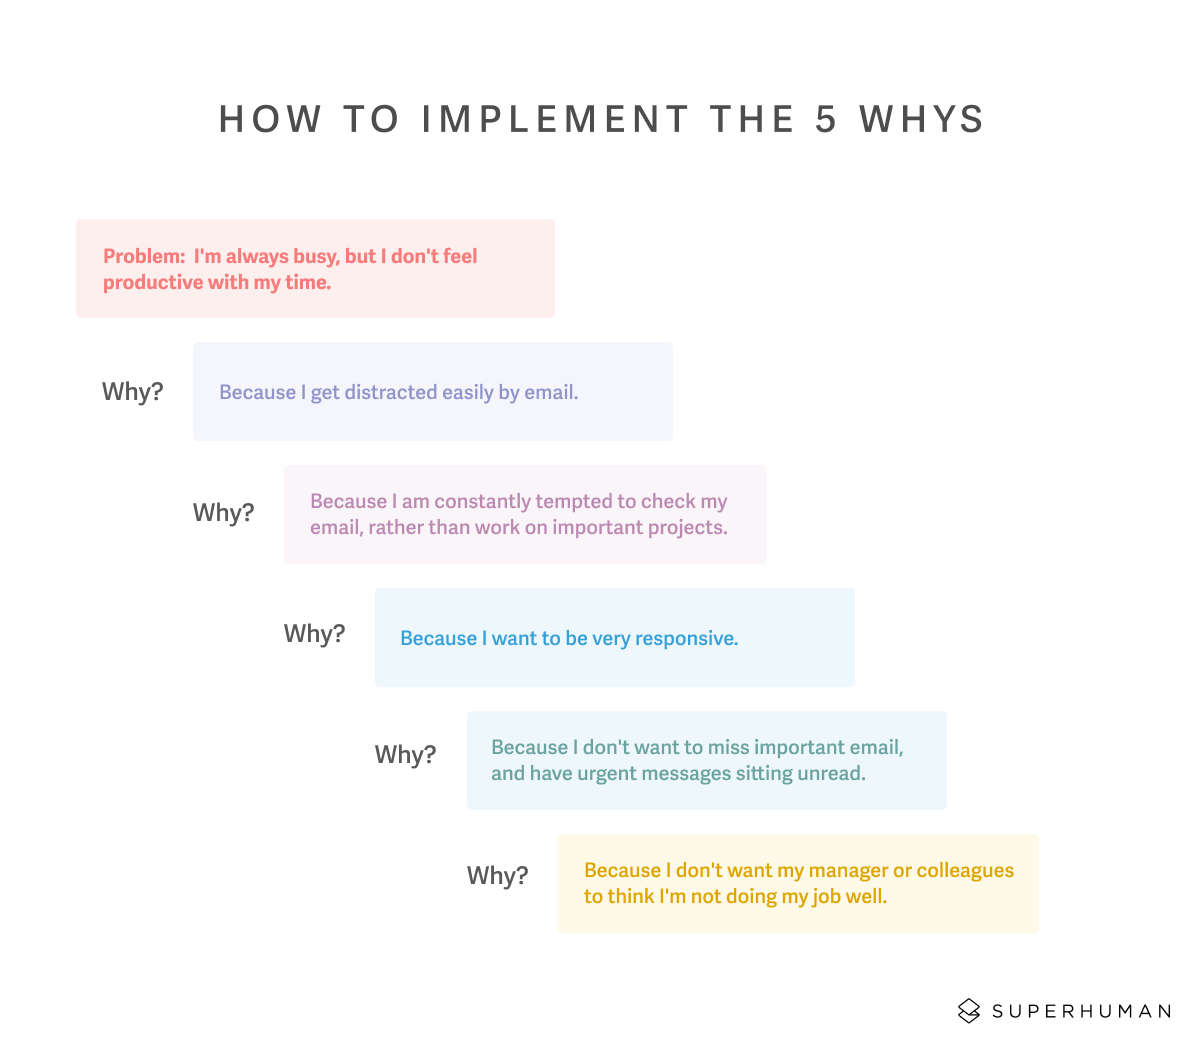 HOW TO IMPLEMENT THE 5 WHYS
Problem:  I'm always busy, but I don't feel
productive with my time.
Why?
Because I get distracted easily by email.
Why?
Because I am constantly tempted to check my
email, rather than work on important projects.
Why?
Because I want to be very responsive.
Why?
Because I don't want to miss important email,
and have urgent messages sitting unread.
Why?
Because I don't want my manager or colleagues
to think I'm not doing my job well.
SUPERHUMAN